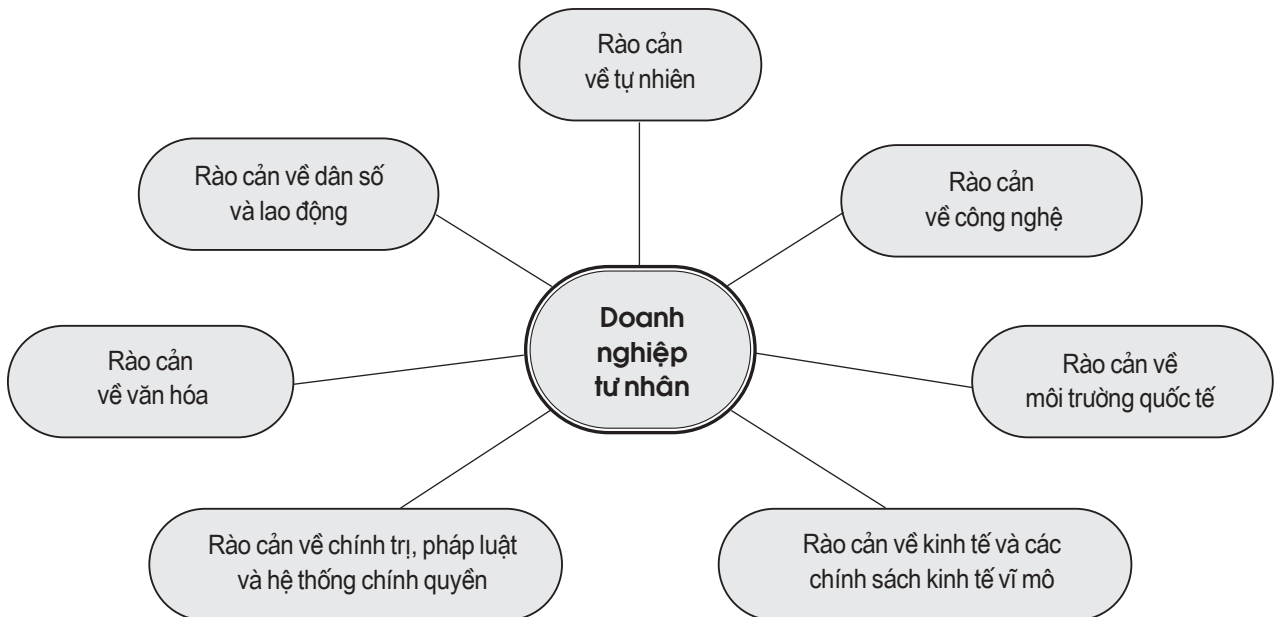 Rào cản
về tự nhiên
Rào cản về dân số
và lao động
Rào cản
về công nghệ
Doanh
nghiệp
tư nhân
Rào cản
về văn hóa
Rào cản về
môi trường quốc tế
Rào cản về chính trị, pháp luật
và hệ thống chính quyền
Rào cản về kinh tế và các
chính sách kinh tế vĩ mô